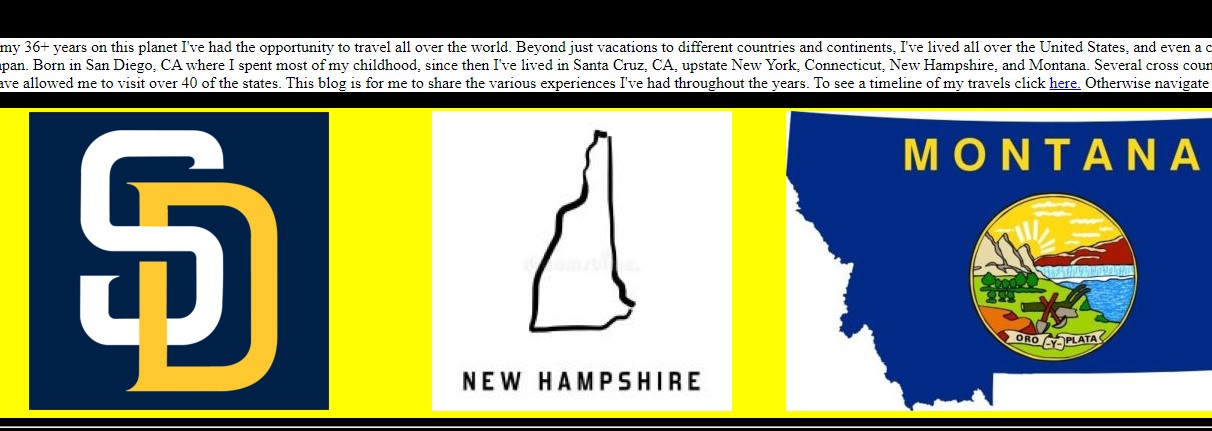 my 36+ years on this planet I've had the opportunity to travel all over the world. Beyond just vacations to different countries and continents, I've lived all over the United States, and even a
Born in San Diego, CA where I spent most of my childhood, since then I've lived in Santa Cruz, CA, upstate New York, Connecticut, New Hampshire, and Montana. Several cross
allowed me to visit over 40 of the states. This blog is for me to share the various experiences I've had throughout the years. To see a timeline of my travels click here. Otherwise navigate
SD
MONTANA
ORO Y PLATA
NEW HAMPSHIRE